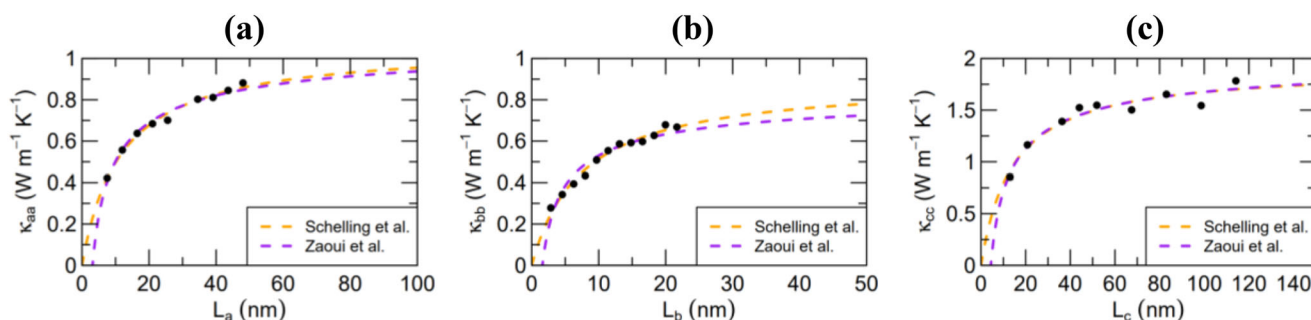 (a)
1
0.8
0.6
0.4
0.2
0
κaa (W m⁻¹ K⁻¹)
0 20 40 60 80 100
La (nm)
Schelling et al.
Zaoui et al.
(b)
1
0.8
0.6
0.4
0.2
0
κbb (W m⁻¹ K⁻¹)
0 10 20 30 40 50
Lb (nm)
Schelling et al.
Zaoui et al.
(c)
2
1.5
1
0.5
0
κcc (W m⁻¹ K⁻¹)
0 20 40 60 80 100 120 140
Lc (nm)
Schelling et al.
Zaoui et al.